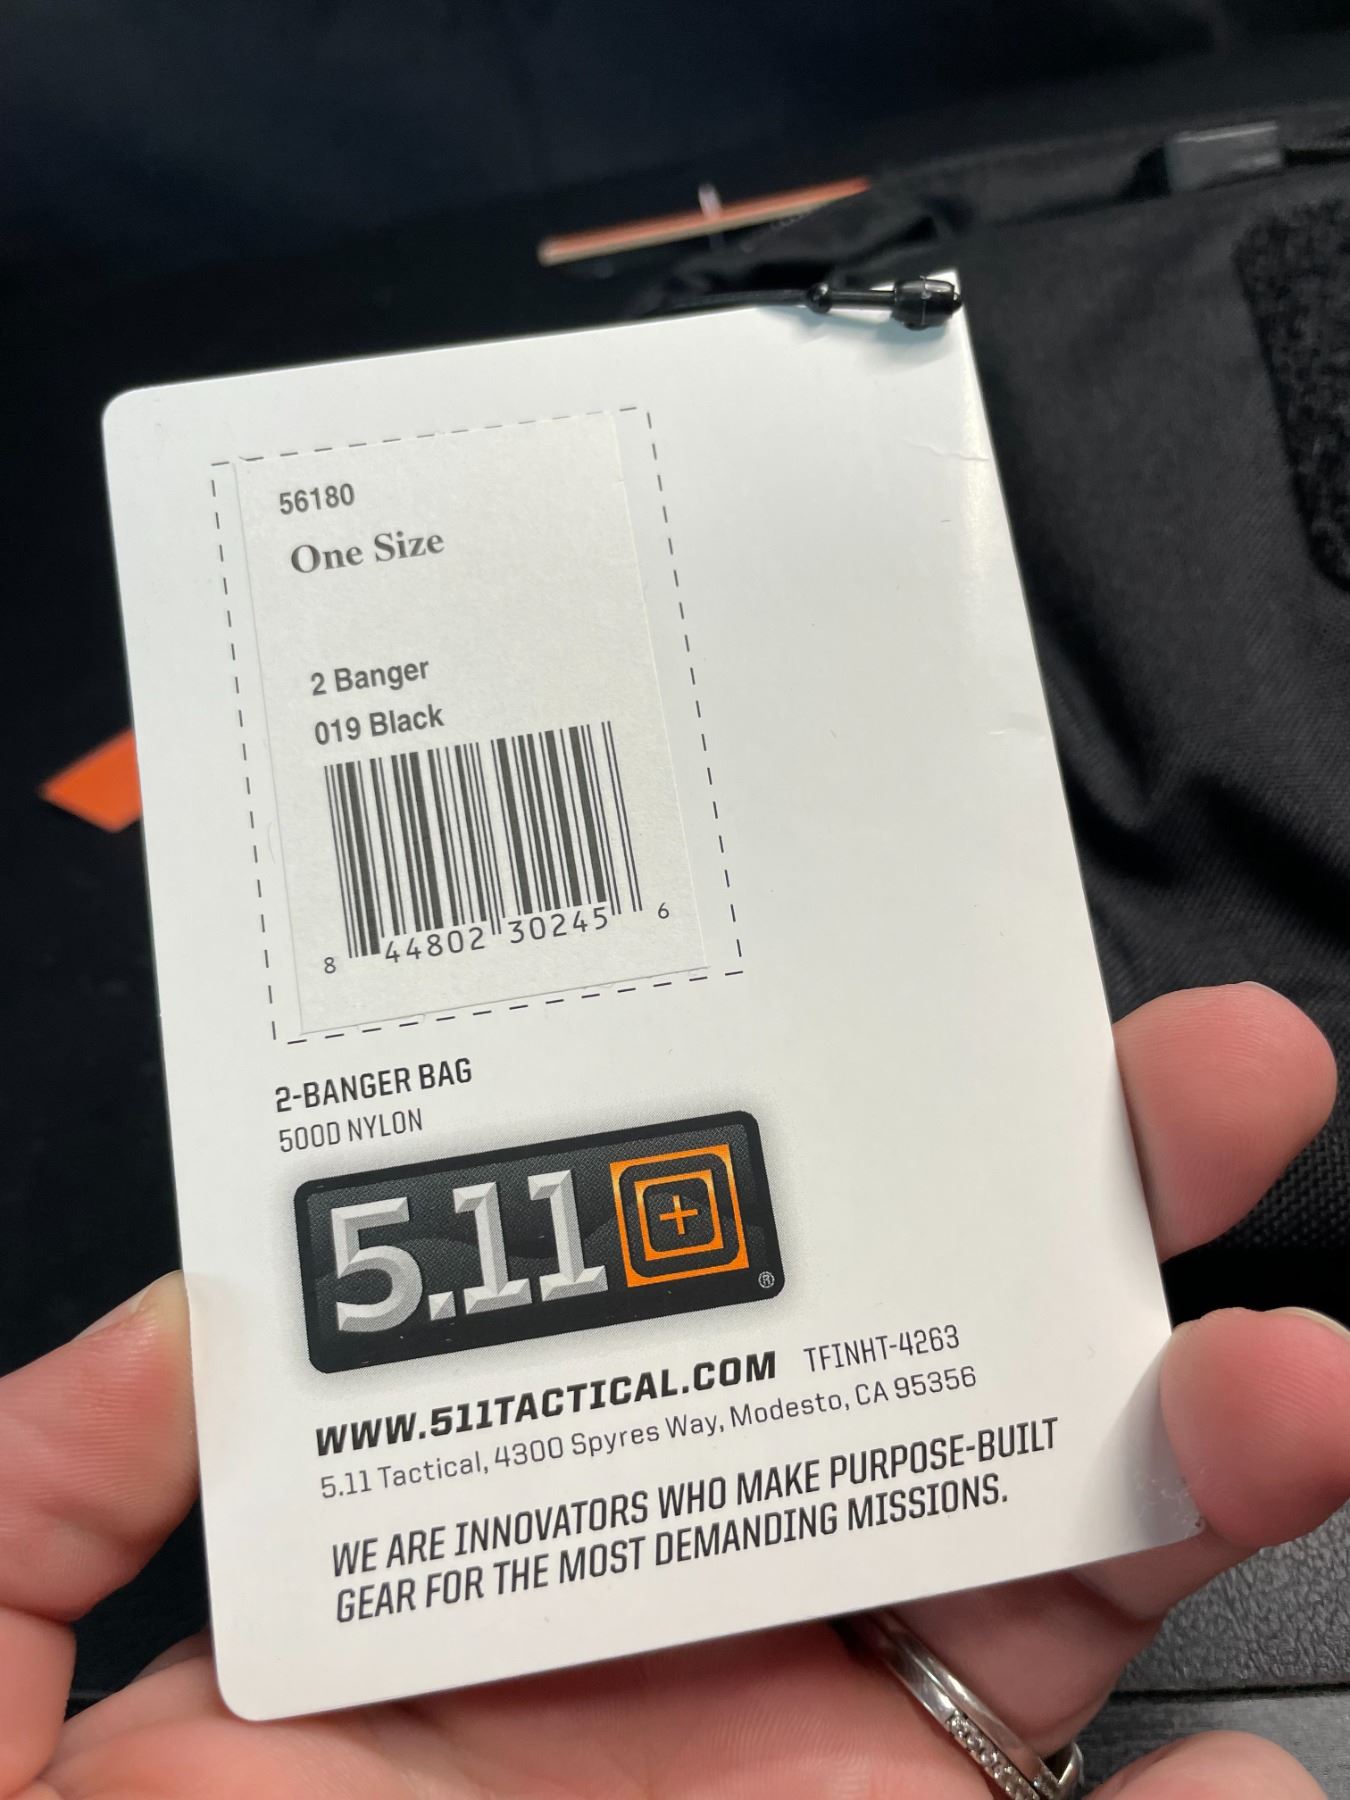 56180
One Size
2 Banger
019 Black
8 44802 30245 6
2-BANGER BAG
500D NYLON
5.11 ®
WWW.511TACTICAL.COM TFINHT-4263
5.11 Tactical, 4300 Spyres Way, Modesto, CA 95356
WE ARE INNOVATORS WHO MAKE PURPOSE-BUILT
GEAR FOR THE MOST DEMANDING MISSIONS.